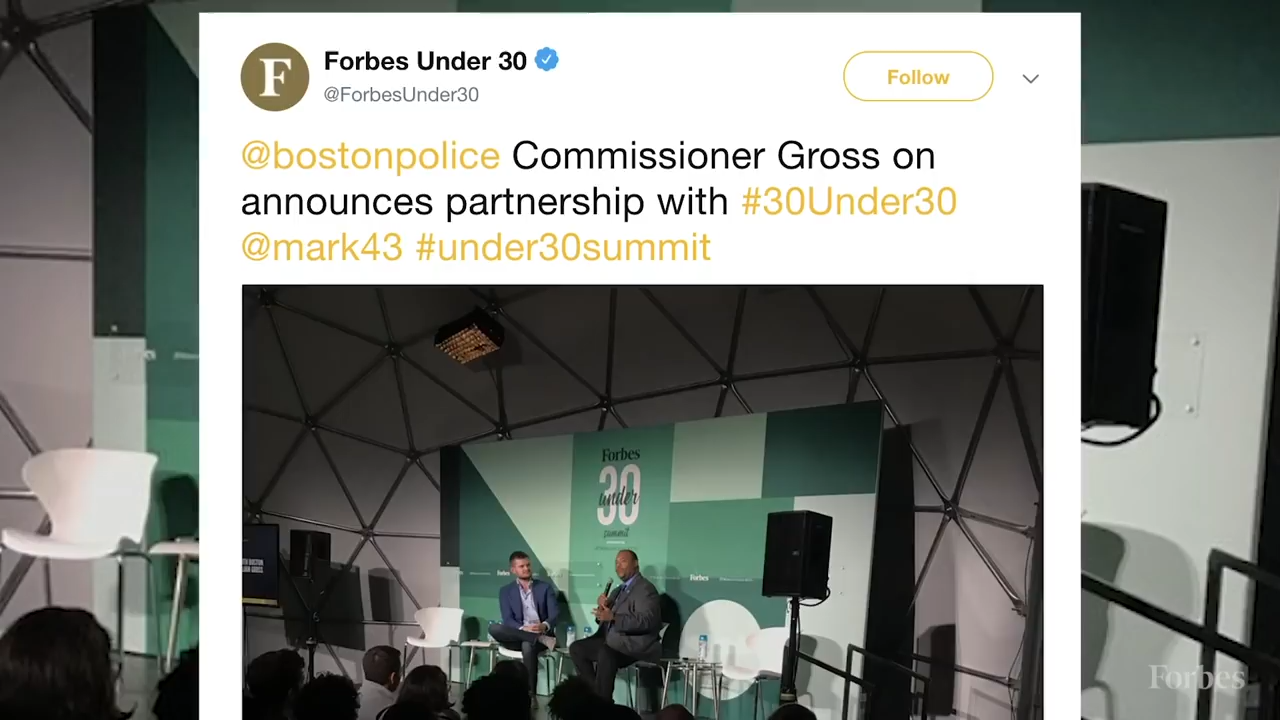 Forbes Under 30
@ForbesUnder30
Follow
@bostonpolice Commissioner Gross on
announces partnership with #30Under30
@mark43 #under30summit
Forbes
30
under
summit
Forbes
Forbes